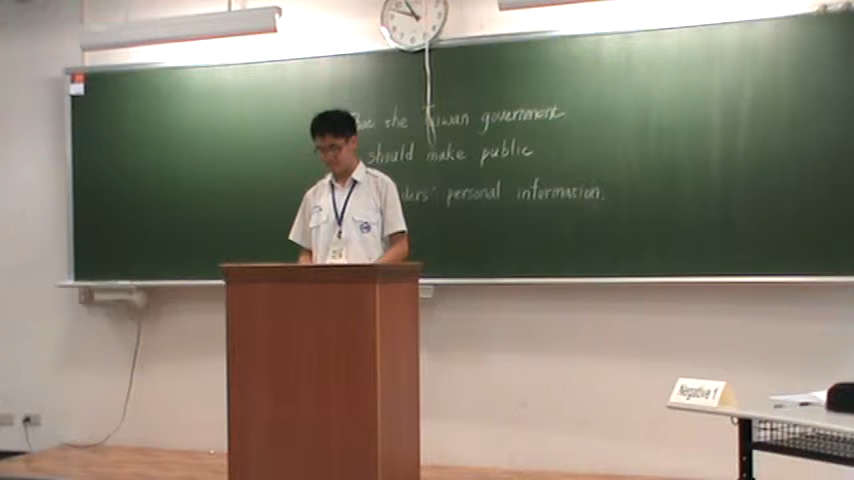 the Taiwan government
should make public
personal information.
Negative 1